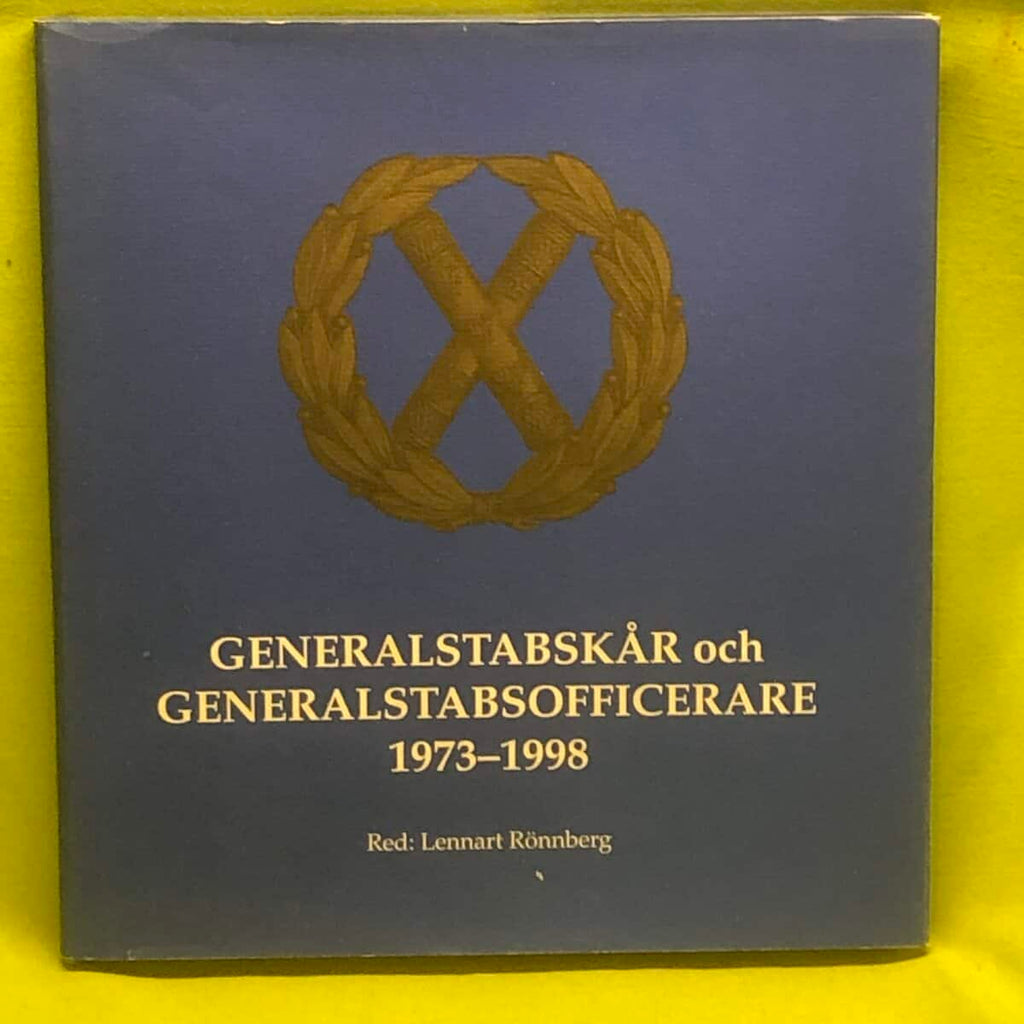 GENERALSTABSKÅR och
GENERALSTABSOFFICERARE
1973–1998
Red: Lennart Rönnberg